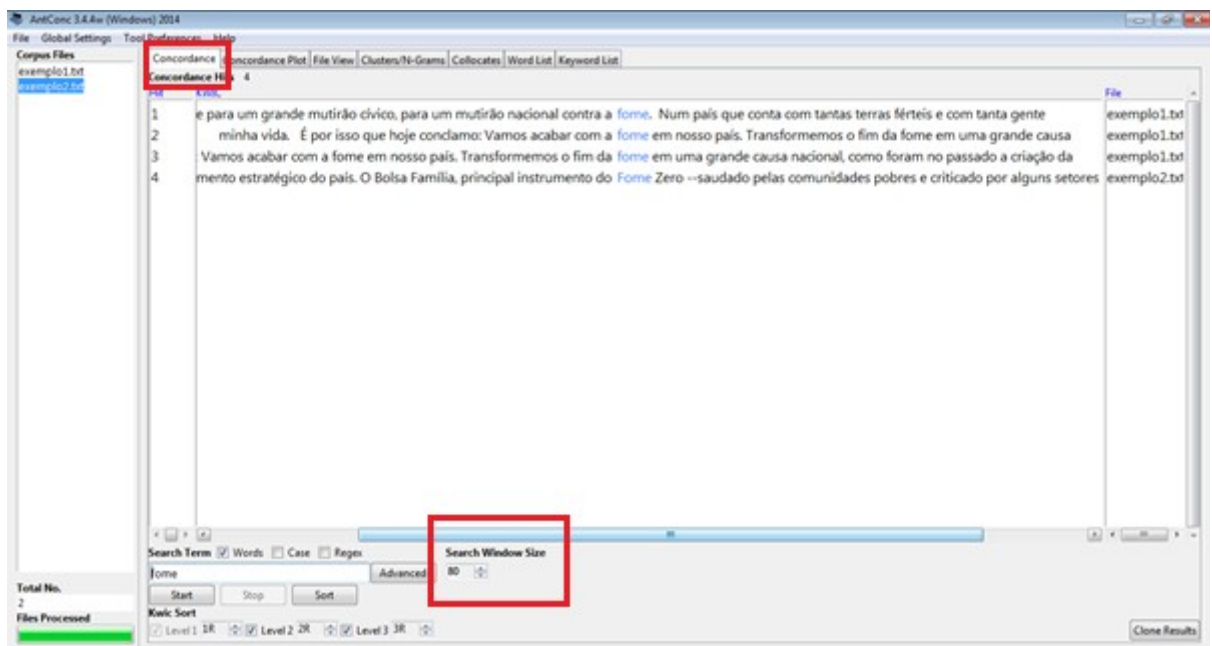 AntConc 3.4.4w (Windows) 2014
File Global Settings Tool Preferences Help
Corpus Files
exemplo1.txt
exemplo2.txt
Concordance Concordance Plot File View Clusters/N-Grams Collocates Word List Keyword List
Concordance Hits 4
Hit KWIC File
1 e para um grande mutirão cívico, para um mutirão nacional contra a fome. Num país que conta com tantas terras férteis e com tanta gente exemplo1.txt
2 minha vida. É por isso que hoje conclamo: Vamos acabar com a fome em nosso país. Transformemos o fim da fome em uma grande causa exemplo1.txt
3 : Vamos acabar com a fome em nosso país. Transformemos o fim da fome em uma grande causa nacional, como foram no passado a criação da exemplo1.txt
4 mento estratégico do país. O Bolsa Família, principal instrumento do Fome Zero --saudado pelas comunidades pobres e criticado por alguns setores exemplo2.txt
Search Term Words Case Regex Search Window Size
fome Advanced 80
Start Stop Sort
Kwic Sort
Level 1 1R Level 2 2R Level 3 3R
Clone Results
Total No.
2
Files Processed